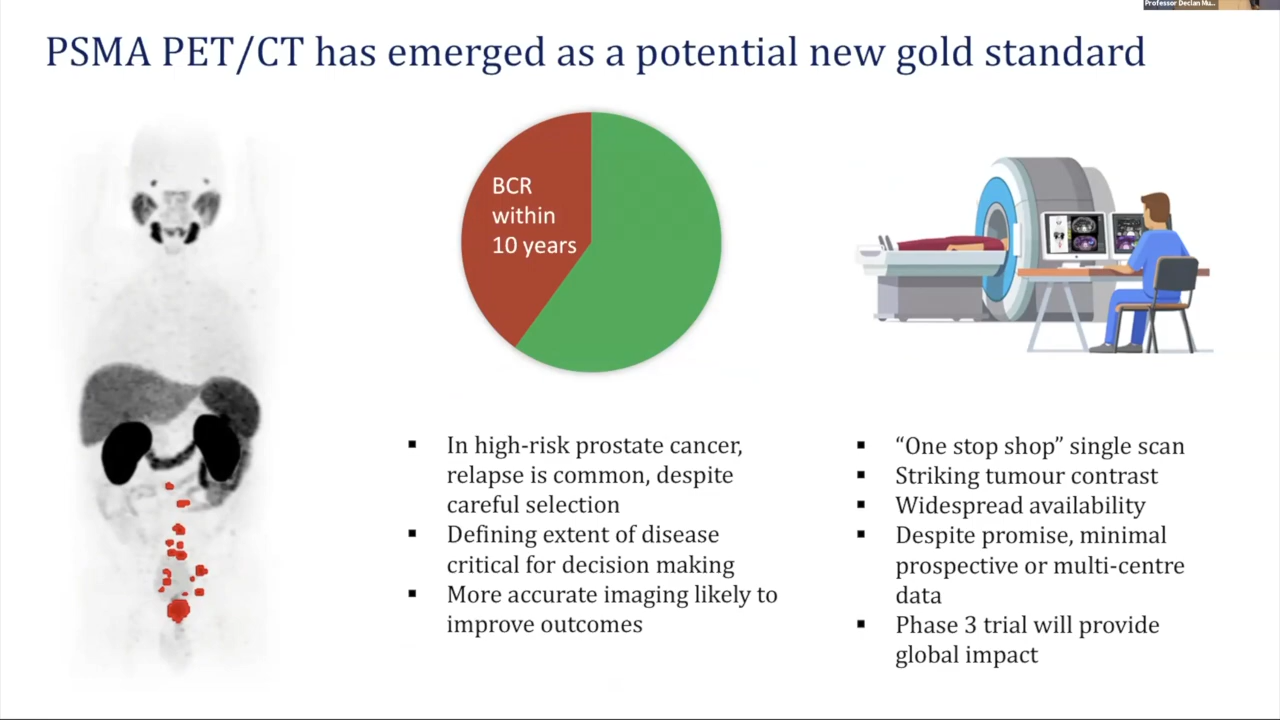 Professor Declan Mu...
PSMA PET/CT has emerged as a potential new gold standard
BCR
within
10 years
▪ In high-risk prostate cancer,
relapse is common, despite
careful selection
▪ Defining extent of disease
critical for decision making
▪ More accurate imaging likely to
improve outcomes
▪ “One stop shop” single scan
▪ Striking tumour contrast
▪ Widespread availability
▪ Despite promise, minimal
prospective or multi-centre
data
▪ Phase 3 trial will provide
global impact